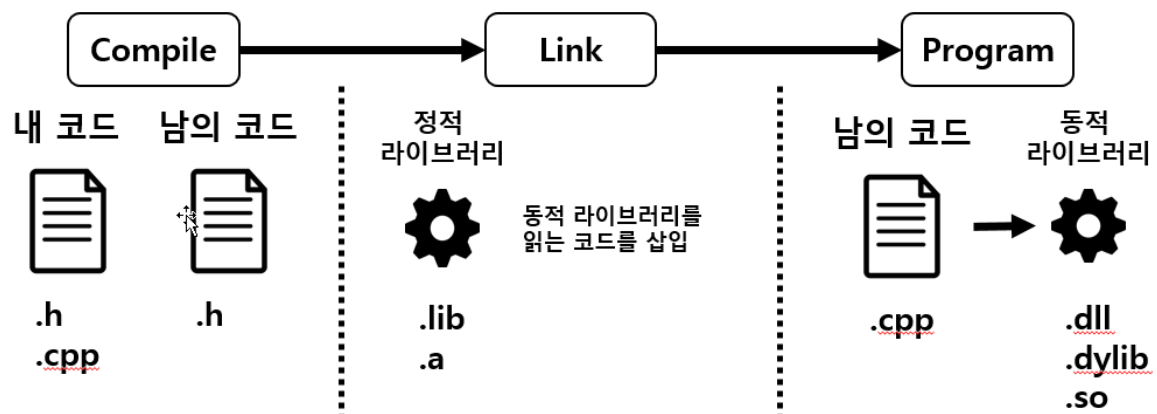 Compile
Link
Program
내 코드
남의 코드
.h
.cpp
.h
정적
라이브러리
.lib
.a
동적 라이브러리를
읽는 코드를 삽입
남의 코드
.cpp
동적
라이브러리
.dll
.dylib
.so